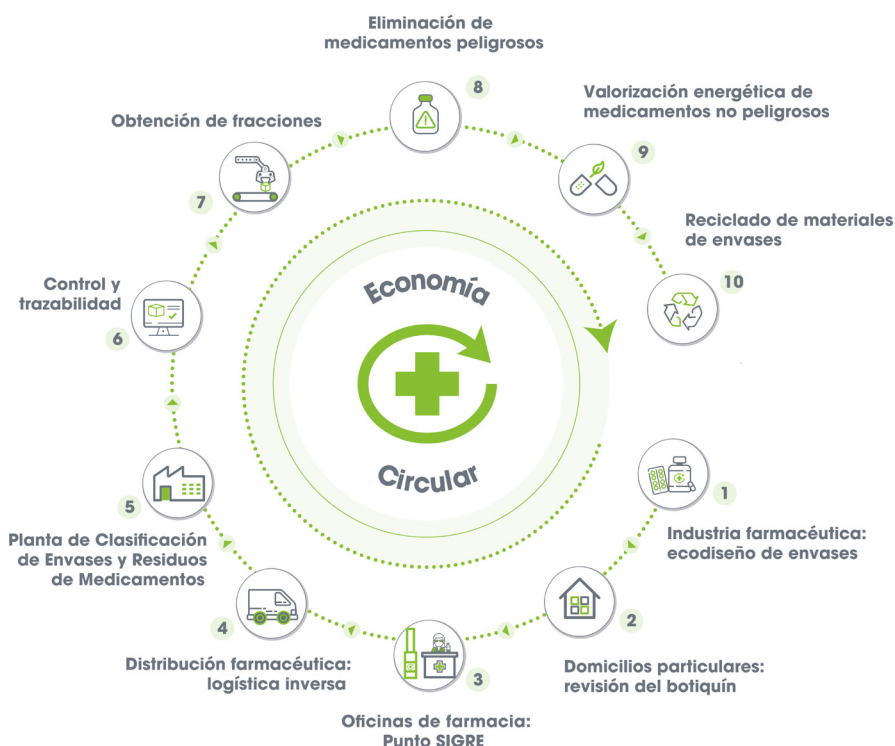 Eliminación de
medicamentos peligrosos
8
Valorización energética de
medicamentos no peligrosos
9
Obtención de fracciones
7
Reciclado de materiales
de envases
10
Control y
trazabilidad
6
Economía
Circular
1
Industria farmacéutica:
ecodiseño de envases
5
Planta de Clasificación
de Envases y Residuos
de Medicamentos
2
Domicilios particulares:
revisión del botiquín
4
Distribución farmacéutica:
logística inversa
3
Oficinas de farmacia:
Punto SIGRE